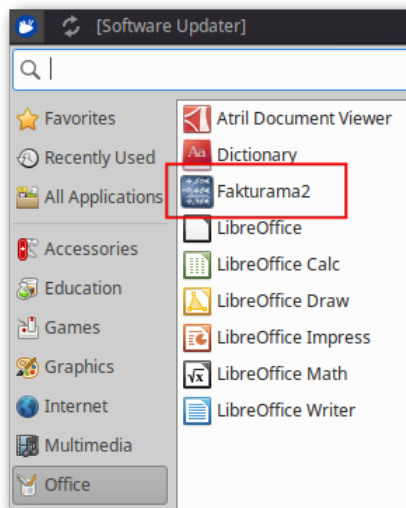 [Software Updater]
Favorites
Recently Used
All Applications
Accessories
Education
Games
Graphics
Internet
Multimedia
Office
Atril Document Viewer
Aa
Dictionary
Fakturama2
LibreOffice
LibreOffice Calc
LibreOffice Draw
LibreOffice Impress
√x
LibreOffice Math
LibreOffice Writer